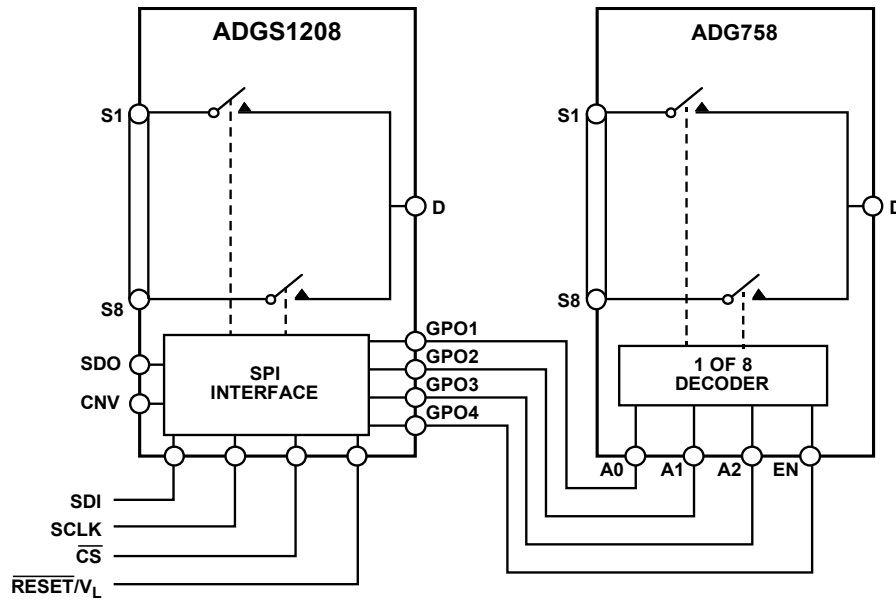 ADGS1208
S1
D
S8
SDO
CNV
SPI
INTERFACE
GPO1
GPO2
GPO3
GPO4
SDI
SCLK
CS
RESET/VL
ADG758
S1
D
S8
1 OF 8
DECODER
A0
A1
A2
EN